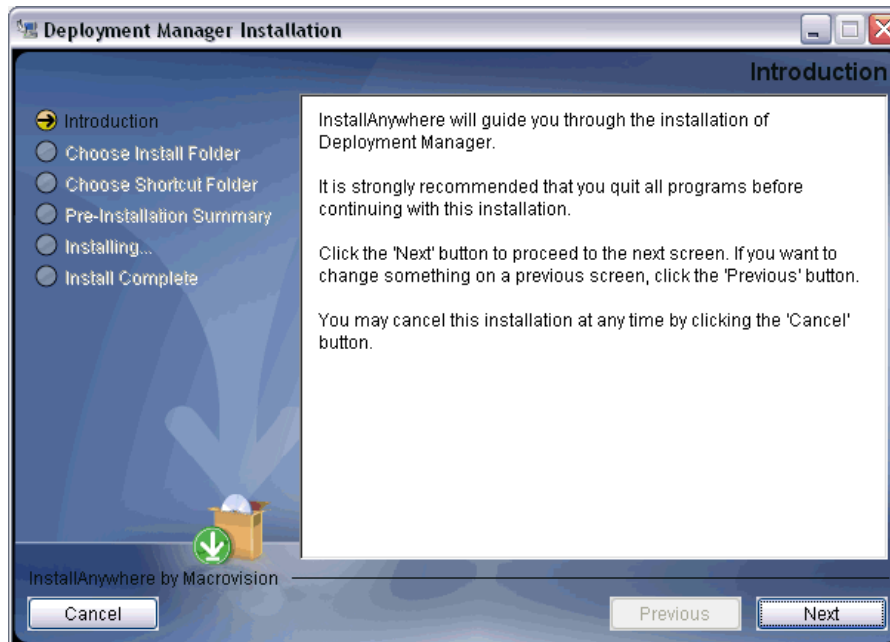 Deployment Manager Installation
Introduction
Introduction
Choose Install Folder
Choose Shortcut Folder
Pre-Installation Summary
Installing...
Install Complete
InstallAnywhere will guide you through the installation of
Deployment Manager.
It is strongly recommended that you quit all programs before
continuing with this installation.
Click the 'Next' button to proceed to the next screen. If you want to
change something on a previous screen, click the 'Previous' button.
You may cancel this installation at any time by clicking the 'Cancel'
button.
InstallAnywhere by Macrovision
Cancel
Previous
Next